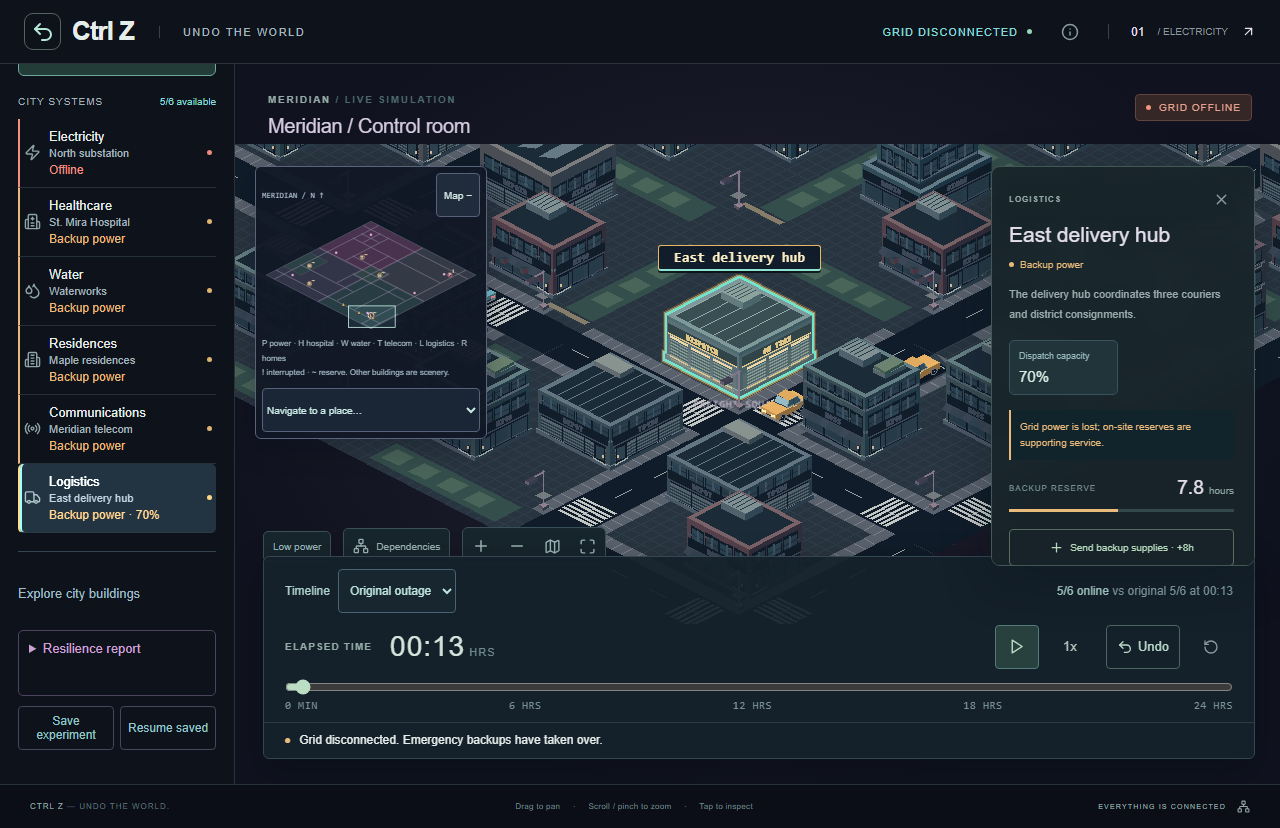 Ctrl Z
UNDO THE WORLD
GRID DISCONNECTED
01 / ELECTRICITY
CITY SYSTEMS
5/6 available
Electricity
North substation
Offline
Healthcare
St. Mira Hospital
Backup power
Water
Waterworks
Backup power
Residences
Maple residences
Backup power
Communications
Meridian telecom
Backup power
Logistics
East delivery hub
Backup power · 70%
Explore city buildings
Resilience report
Save
experiment
Resume saved
MERIDIAN / LIVE SIMULATION
Meridian / Control room
GRID OFFLINE
MERIDIAN / N ↑
Map −
P power · H hospital · W water · T telecom · L logistics · R
homes
! interrupted · ~ reserve. Other buildings are scenery.
Navigate to a place...
East delivery hub
DISPATCH
LOGISTICS
East delivery hub
Backup power
The delivery hub coordinates three couriers
and district consignments.
Dispatch capacity
70%
Grid power is lost; on-site reserves are
supporting service.
BACKUP RESERVE
7.8 hours
Send backup supplies · +8h
Low power
Dependencies
Timeline
Original outage
5/6 online vs original 5/6 at 00:13
ELAPSED TIME
00:13 HRS
1x
Undo
0 MIN
6 HRS
12 HRS
18 HRS
24 HRS
Grid disconnected. Emergency backups have taken over.
CTRL Z — UNDO THE WORLD.
Drag to pan · Scroll / pinch to zoom · Tap to inspect
EVERYTHING IS CONNECTED